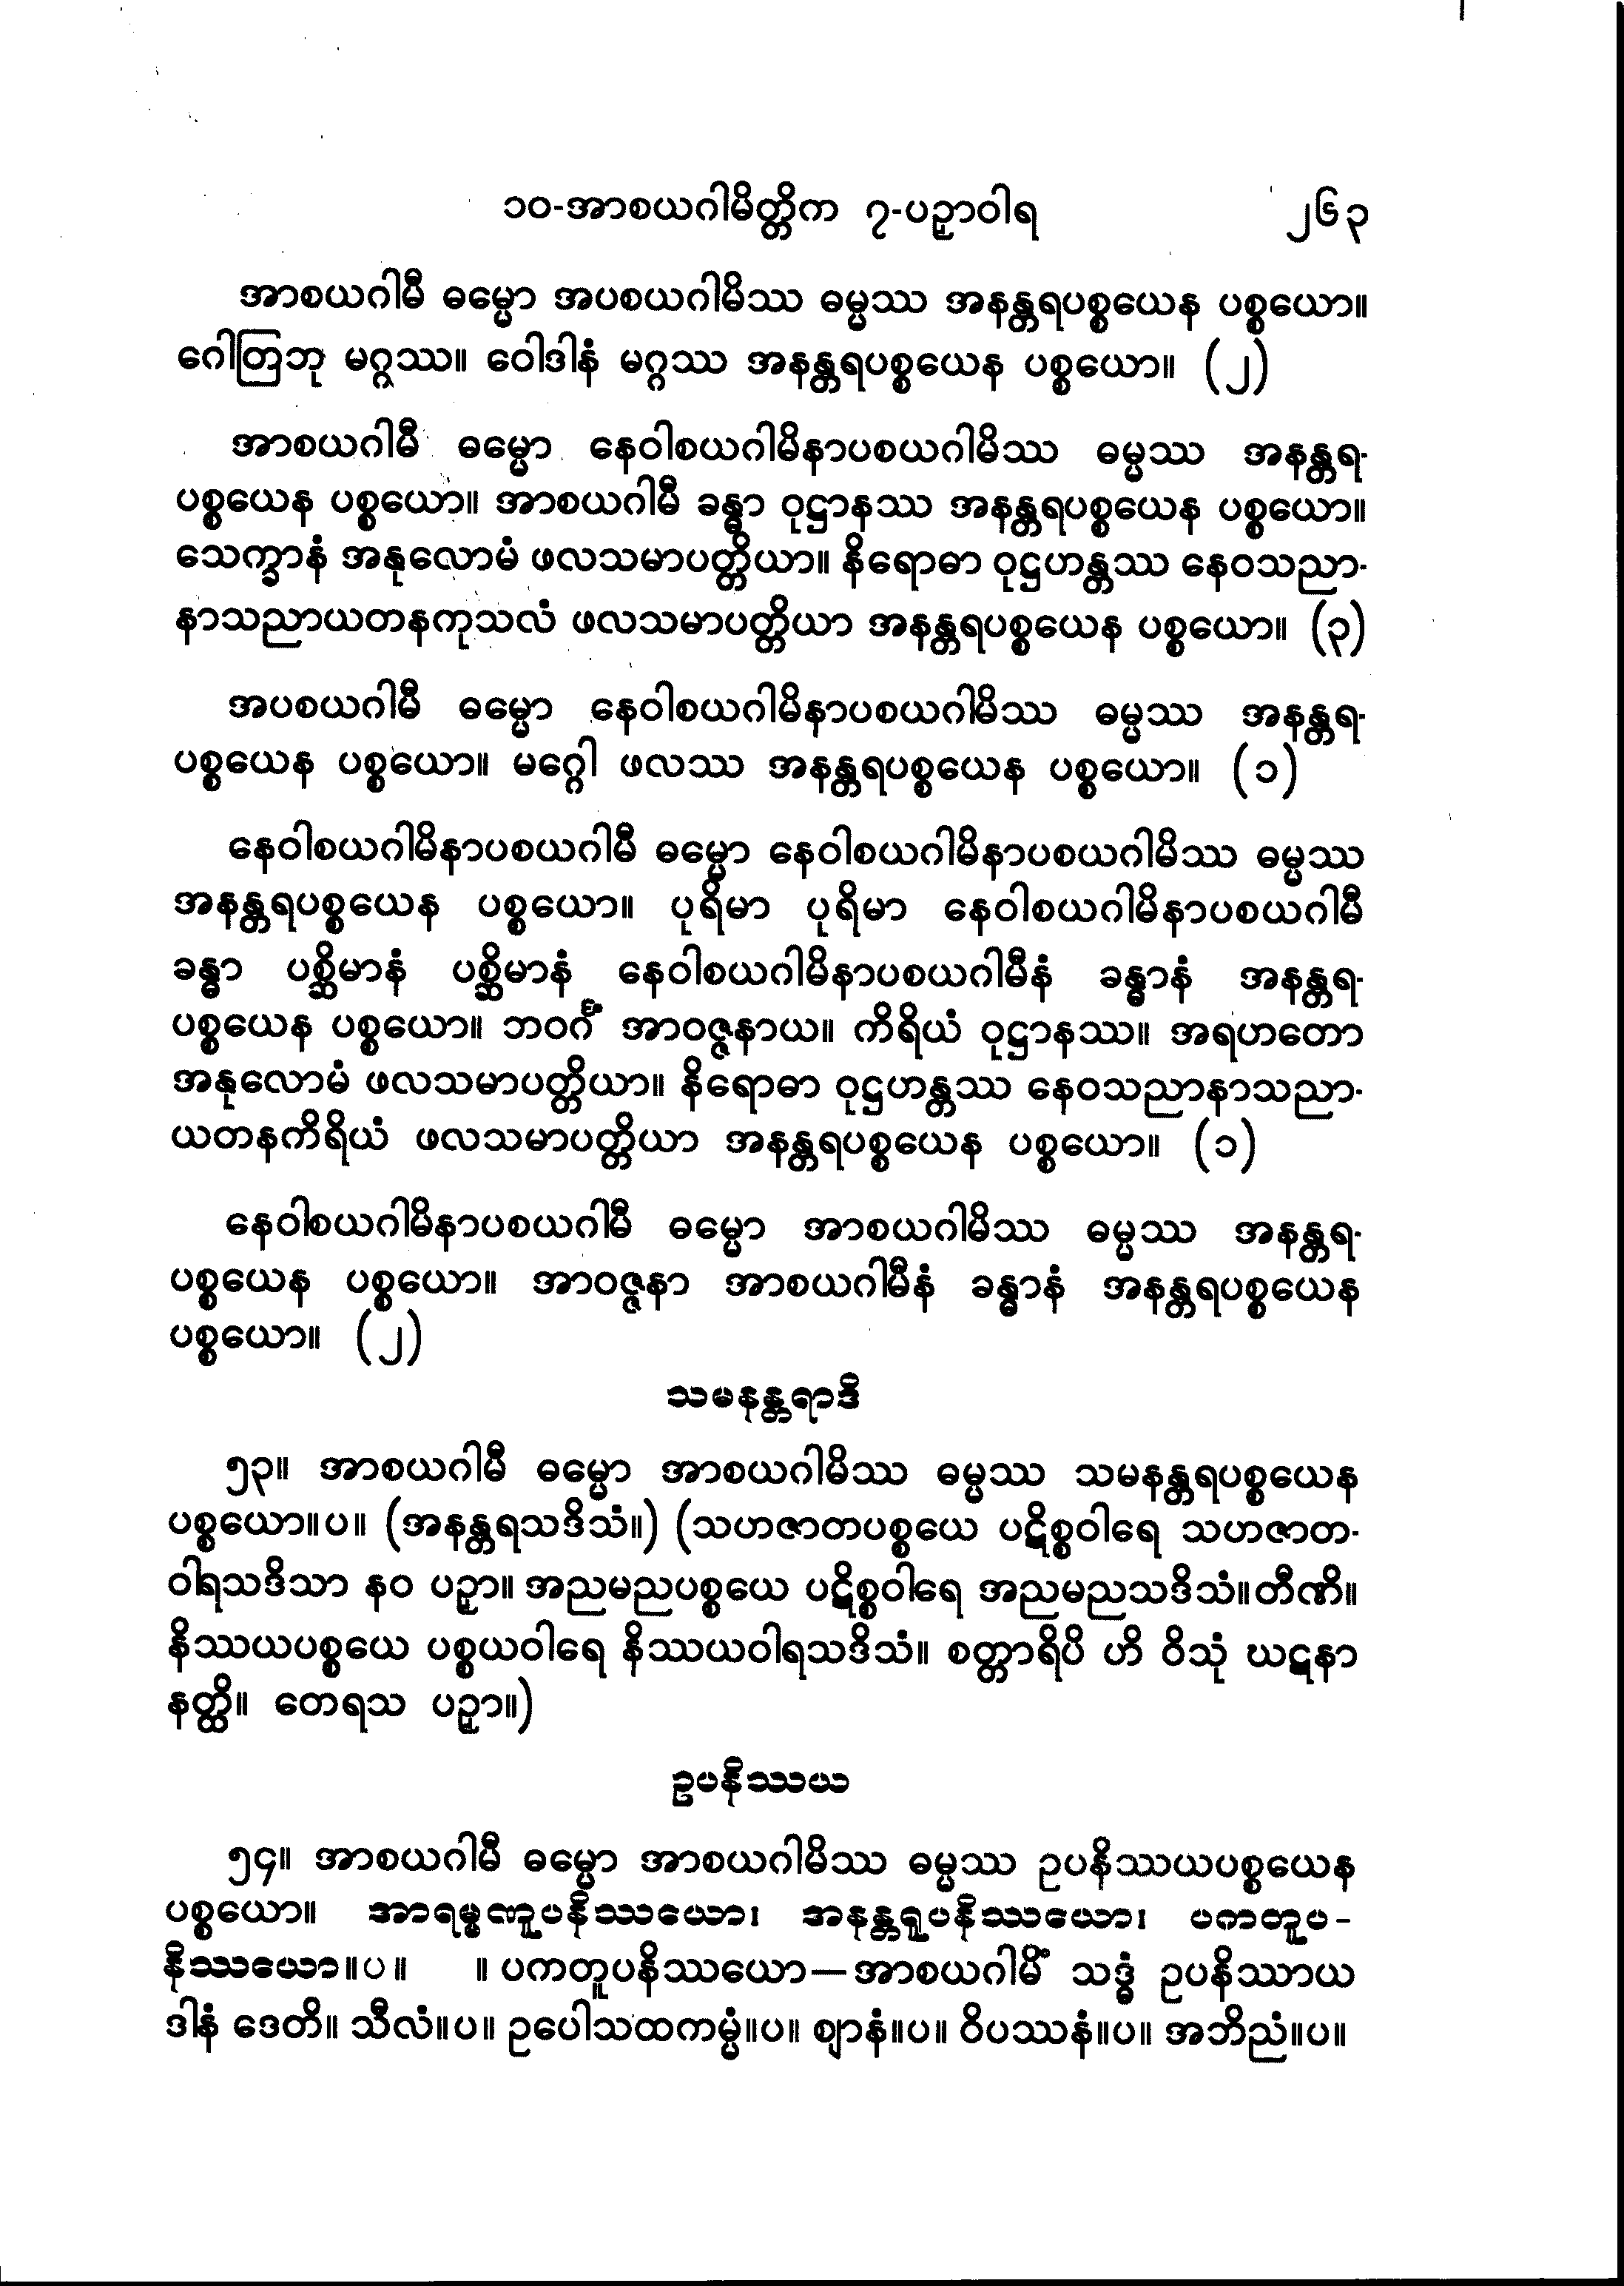 ၁၀-အာစယဂါမိတ္တိက ၇-ပဉှာဝါရ ၂၆၃
အာစယဂါမီ ဓမ္မော အပစယဂါမိဿ ဓမ္မဿ အနန္တရပစ္စယေန ပစ္စယော။
ဂေါတြဘု မဂ္ဂဿ။ ဝေါဒါနံ မဂ္ဂဿ အနန္တရပစ္စယေန ပစ္စယော။ (၂)
အာစယဂါမီ ဓမ္မော နေဝါစယဂါမိနာပစယဂါမိဿ ဓမ္မဿ အနန္တရ-
ပစ္စယေန ပစ္စယော။ အာစယဂါမီ ခန္ဓာ ဝုဋ္ဌာနဿ အနန္တရပစ္စယေန ပစ္စယော။
သေက္ခာနံ အနုလောမံ ဖလသမာပတ္တိယာ။ နိရောဓာ ဝုဋ္ဌဟန္တဿ နေဝသညာ-
နာသညာယတနကုသလံ ဖလသမာပတ္တိယာ အနန္တရပစ္စယေန ပစ္စယော။ (၃)
အပစယဂါမီ ဓမ္မော နေဝါစယဂါမိနာပစယဂါမိဿ ဓမ္မဿ အနန္တရ-
ပစ္စယေန ပစ္စယော။ မဂ္ဂေါ ဖလဿ အနန္တရပစ္စယေန ပစ္စယော။ (၁)
နေဝါစယဂါမိနာပစယဂါမီ ဓမ္မော နေဝါစယဂါမိနာပစယဂါမိဿ ဓမ္မဿ
အနန္တရပစ္စယေန ပစ္စယော။ ပုရိမာ ပုရိမာ နေဝါစယဂါမိနာပစယဂါမီ
ခန္ဓာ ပစ္ဆိမာနံ ပစ္ဆိမာနံ နေဝါစယဂါမိနာပစယဂါမီနံ ခန္ဓာနံ အနန္တရ-
ပစ္စယေန ပစ္စယော။ ဘဝင်္ဂံ အာဝဇ္ဇနာယ။ ကိရိယံ ဝုဋ္ဌာနဿ။ အရဟတော
အနုလောမံ ဖလသမာပတ္တိယာ။ နိရောဓာ ဝုဋ္ဌဟန္တဿ နေဝသညာနာသညာ-
ယတနကိရိယံ ဖလသမာပတ္တိယာ အနန္တရပစ္စယေန ပစ္စယော။ (၁)
နေဝါစယဂါမိနာပစယဂါမီ ဓမ္မော အာစယဂါမိဿ ဓမ္မဿ အနန္တရ-
ပစ္စယေန ပစ္စယော။ အာဝဇ္ဇနာ အာစယဂါမီနံ ခန္ဓာနံ အနန္တရပစ္စယေန
ပစ္စယော။ (၂)
သမနန္တရာဒိ
၅၃။ အာစယဂါမီ ဓမ္မော အာစယဂါမိဿ ဓမ္မဿ သမနန္တရပစ္စယေန
ပစ္စယော။ပ။ (အနန္တရသဒိသံ။) (သဟဇာတပစ္စယေ ပဋိစ္စဝါရေ သဟဇာတ-
ဝါရသဒိသာ နဝ ပဉှာ။ အညမညပစ္စယေ ပဋိစ္စဝါရေ အညမညသဒိသံ။တီဏိ။
နိဿယပစ္စယေ ပစ္စယဝါရေ နိဿယဝါရသဒိသံ။ စတ္တာရိပိ ဟိ ဝိသုံ ဃဋနာ
နတ္ထိ။ တေရသ ပဉှာ။)
ဥပနိဿယ
၅၄။ အာစယဂါမီ ဓမ္မော အာစယဂါမိဿ ဓမ္မဿ ဥပနိဿယပစ္စယေန
ပစ္စယော။ အာရမ္မဏူပနိဿယော၊ အနန္တရူပနိဿယော၊ ပကတူပ-
နိဿယော။ပ။ ။ ပကတူပနိဿယော—အာစယဂါမိံ သဒ္ဓံ ဥပနိဿာယ
ဒါနံ ဒေတိ။ သီလံ။ပ။ ဥပေါသထကမ္မံ။ပ။ ဈာနံ။ပ။ ဝိပဿနံ။ပ။ အဘိညံ။ပ။